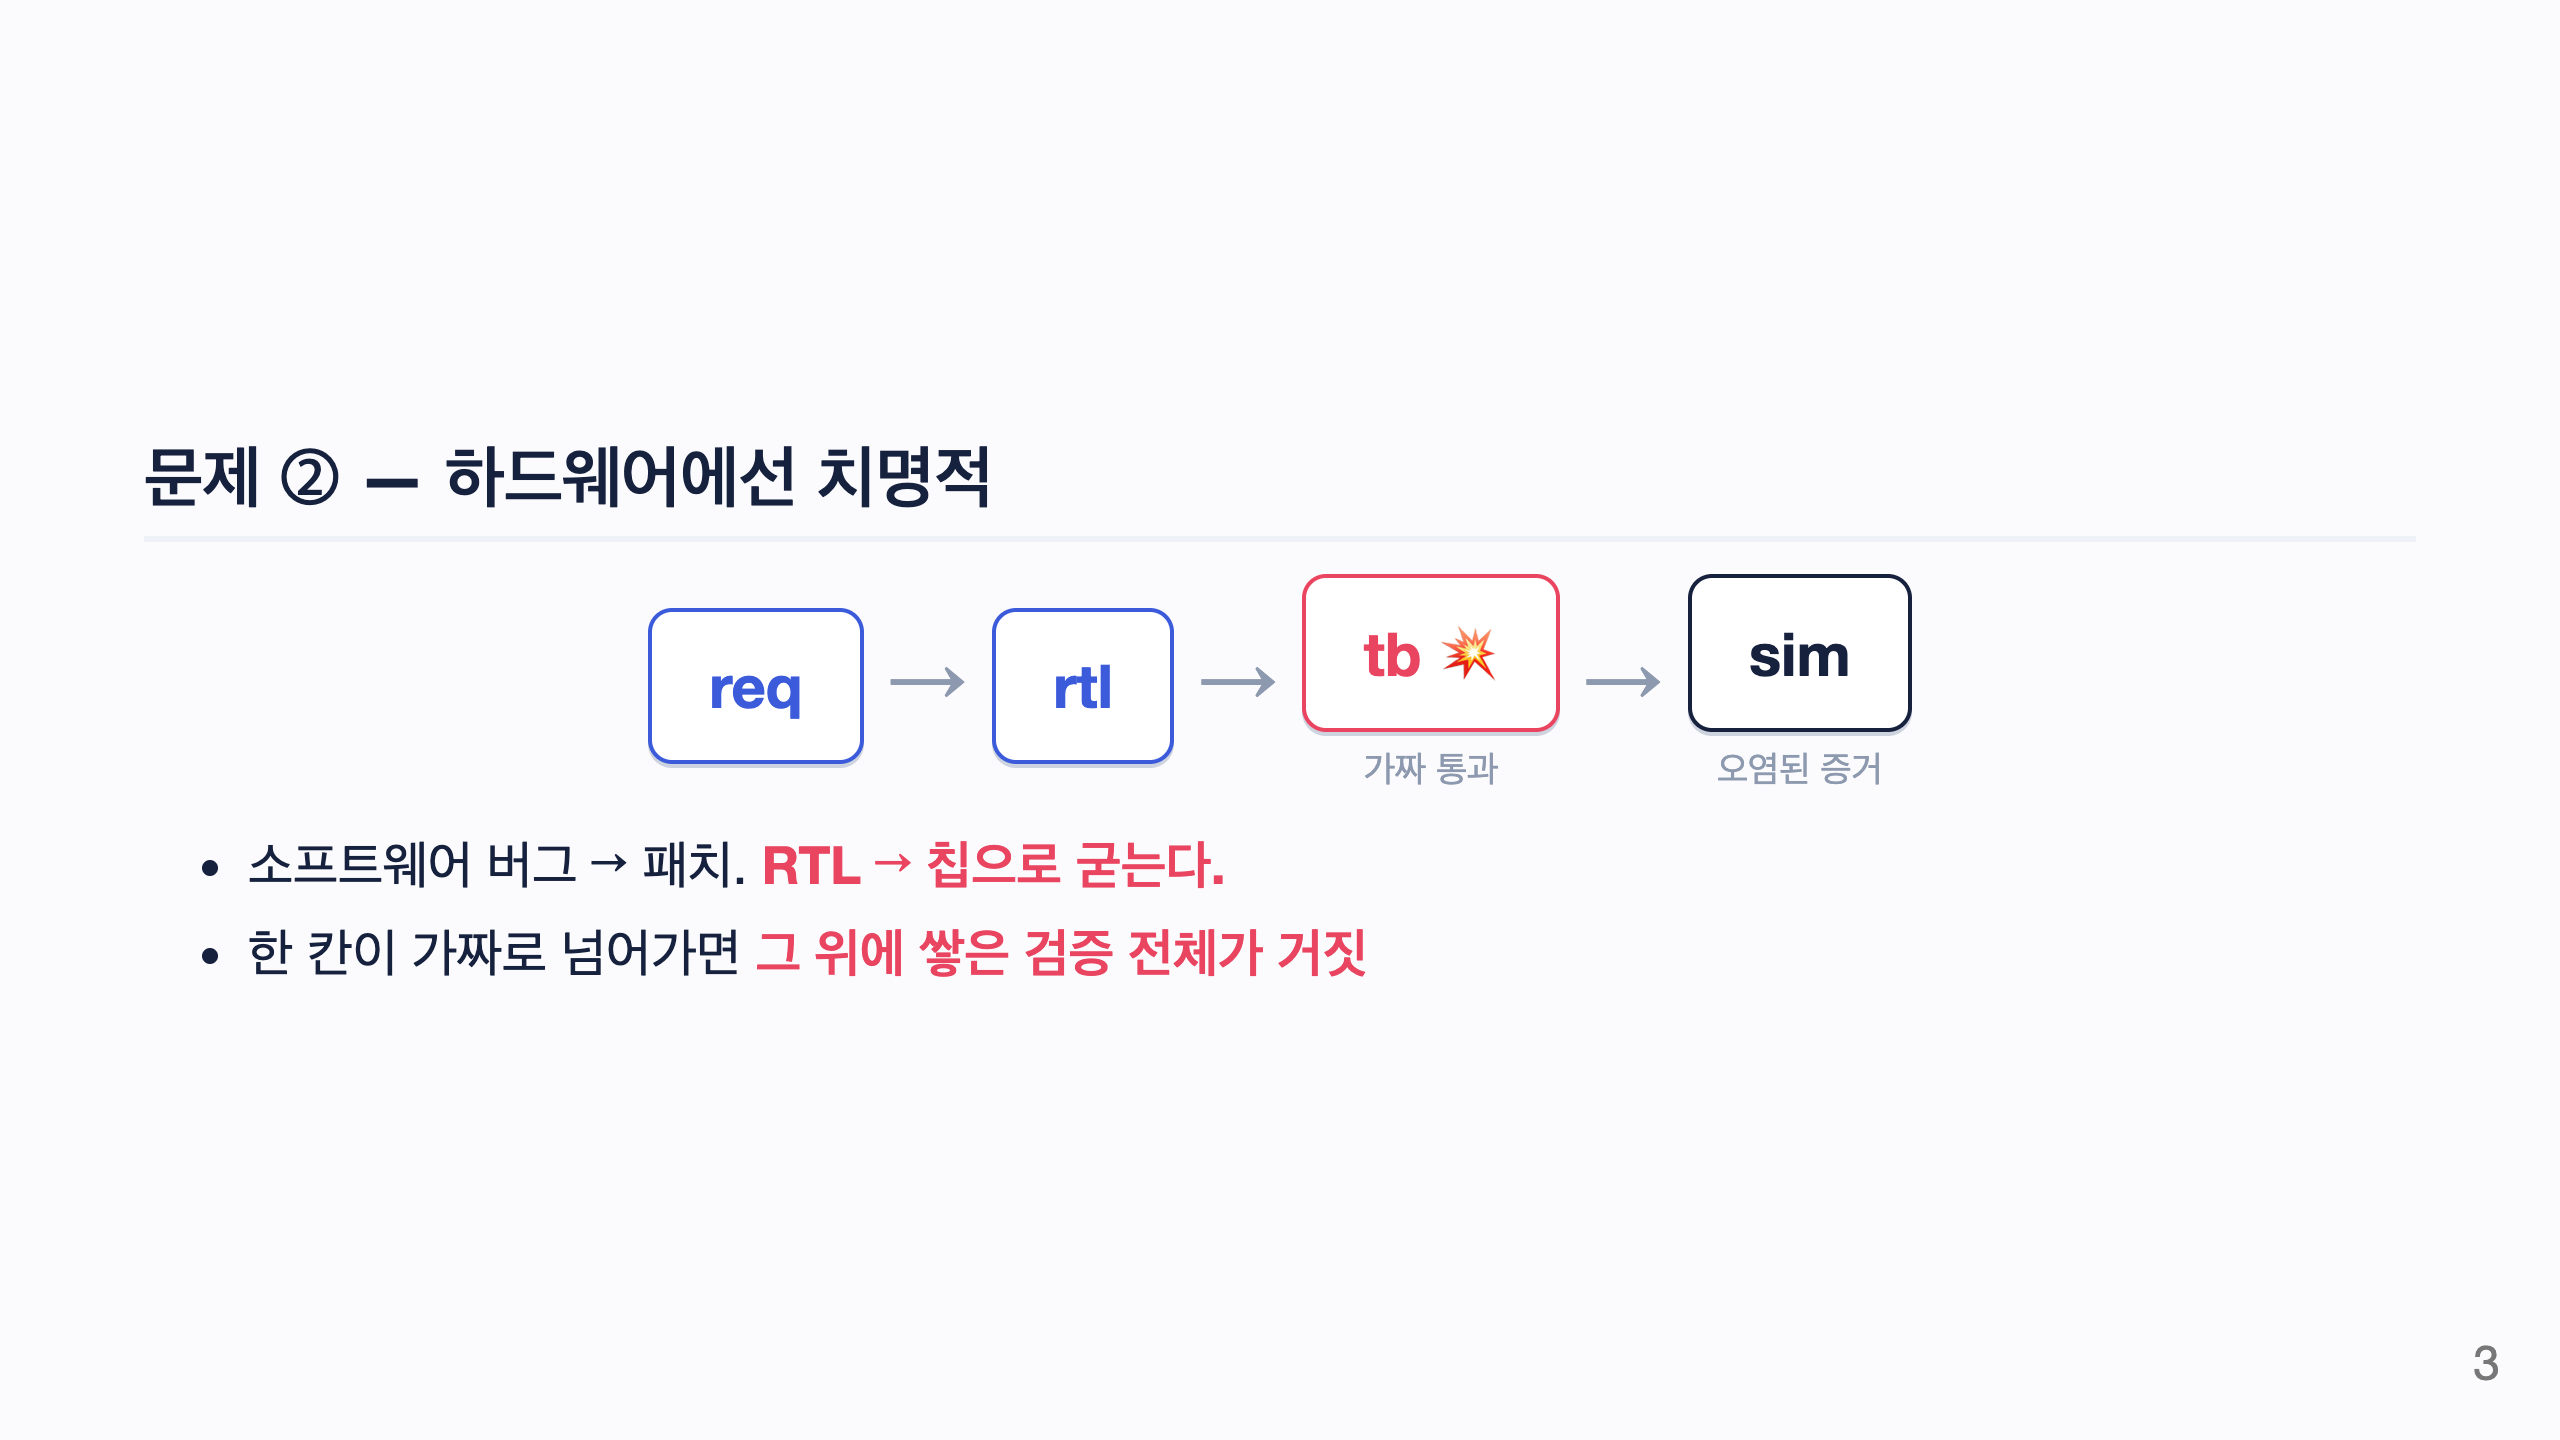 문제 ② — 하드웨어에선 치명적
req → rtl → tb 💥 → sim
가짜 통과 오염된 증거
• 소프트웨어 버그 → 패치. RTL → 칩으로 굳는다.
• 한 칸이 가짜로 넘어가면 그 위에 쌓은 검증 전체가 거짓
3